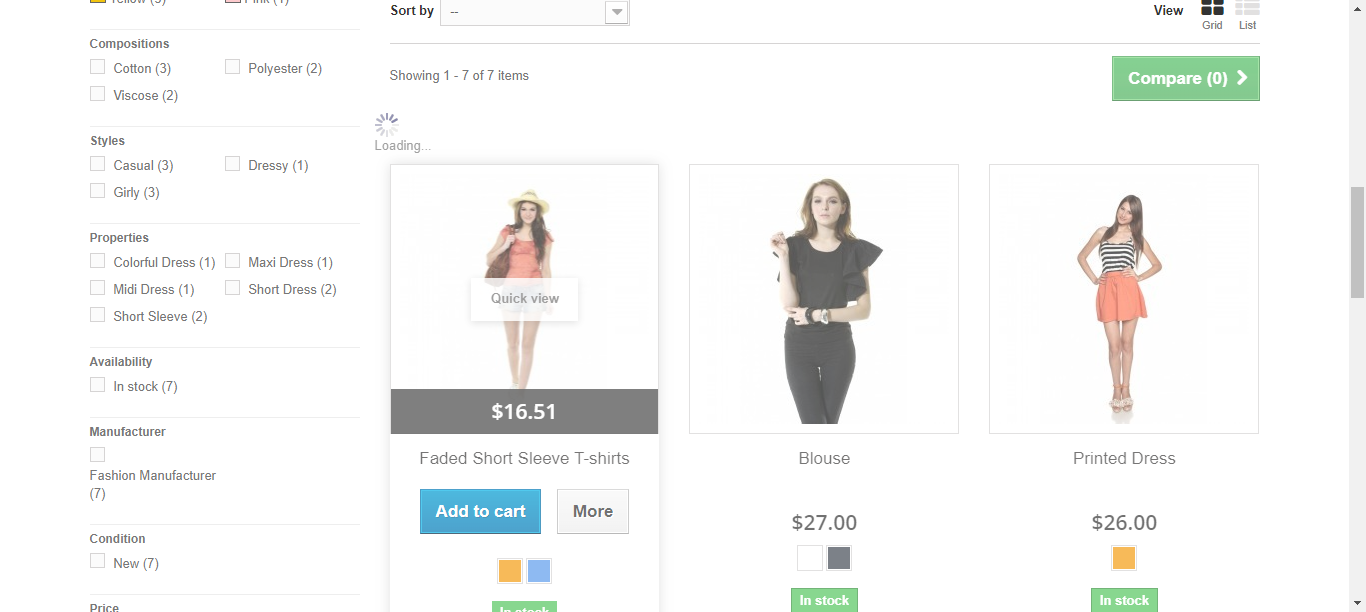 Yellow (3) Pink (1)
Sort by -- View
Grid List
Compositions
Cotton (3) Polyester (2)
Viscose (2)
Showing 1 - 7 of 7 items
Compare (0)
Loading...
Styles
Casual (3) Dressy (1)
Girly (3)
Properties
Colorful Dress (1) Maxi Dress (1)
Midi Dress (1) Short Dress (2)
Short Sleeve (2)
Availability
In stock (7)
Manufacturer
Fashion Manufacturer
(7)
Condition
New (7)
Price
Quick view
$16.51
Faded Short Sleeve T-shirts
Add to cart More
In stock
Blouse
$27.00
In stock
Printed Dress
$26.00
In stock